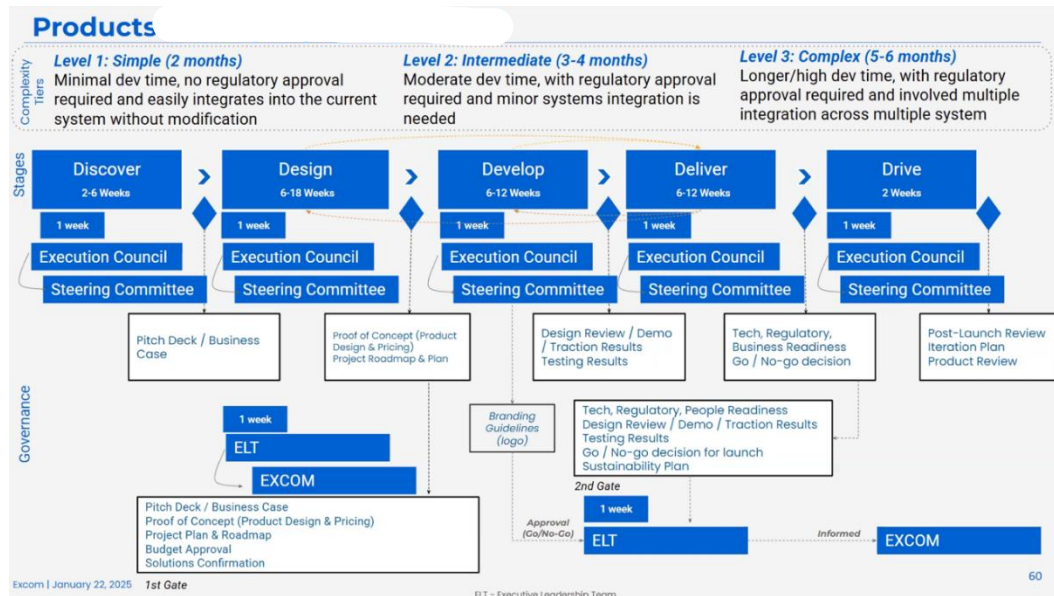 Products
Complexity
Tiers
Level 1: Simple (2 months)
Minimal dev time, no regulatory approval
required and easily integrates into the current
system without modification
Level 2: Intermediate (3-4 months)
Moderate dev time, with regulatory approval
required and minor systems integration is
needed
Level 3: Complex (5-6 months)
Longer/high dev time, with regulatory
approval required and involved multiple
integration across multiple system
Stages
Discover
2-6 Weeks
Design
6-18 Weeks
Develop
6-12 Weeks
Deliver
6-12 Weeks
Drive
2 Weeks
1 week
1 week
1 week
1 week
1 week
Execution Council
Execution Council
Execution Council
Execution Council
Execution Council
Steering Committee
Steering Committee
Steering Committee
Steering Committee
Steering Committee
Pitch Deck / Business
Case
Proof of Concept (Product
Design & Pricing)
Project Roadmap & Plan
Design Review / Demo
/ Traction Results
Testing Results
Tech, Regulatory,
Business Readiness
Go / No-go decision
Post-Launch Review
Iteration Plan
Product Review
Governance
1 week
ELT
EXCOM
Branding
Guidelines
(logo)
Tech, Regulatory, People Readiness
Design Review / Demo / Traction Results
Testing Results
Go / No-go decision for launch
Sustainability Plan
2nd Gate
Pitch Deck / Business Case
Proof of Concept (Product Design & Pricing)
Project Plan & Roadmap
Budget Approval
Solutions Confirmation
1 week
Approval
(Go/No-Go)
ELT
Informed
EXCOM
Excom | January 22, 2025
1st Gate
60
ELT - Executive Leadership Team